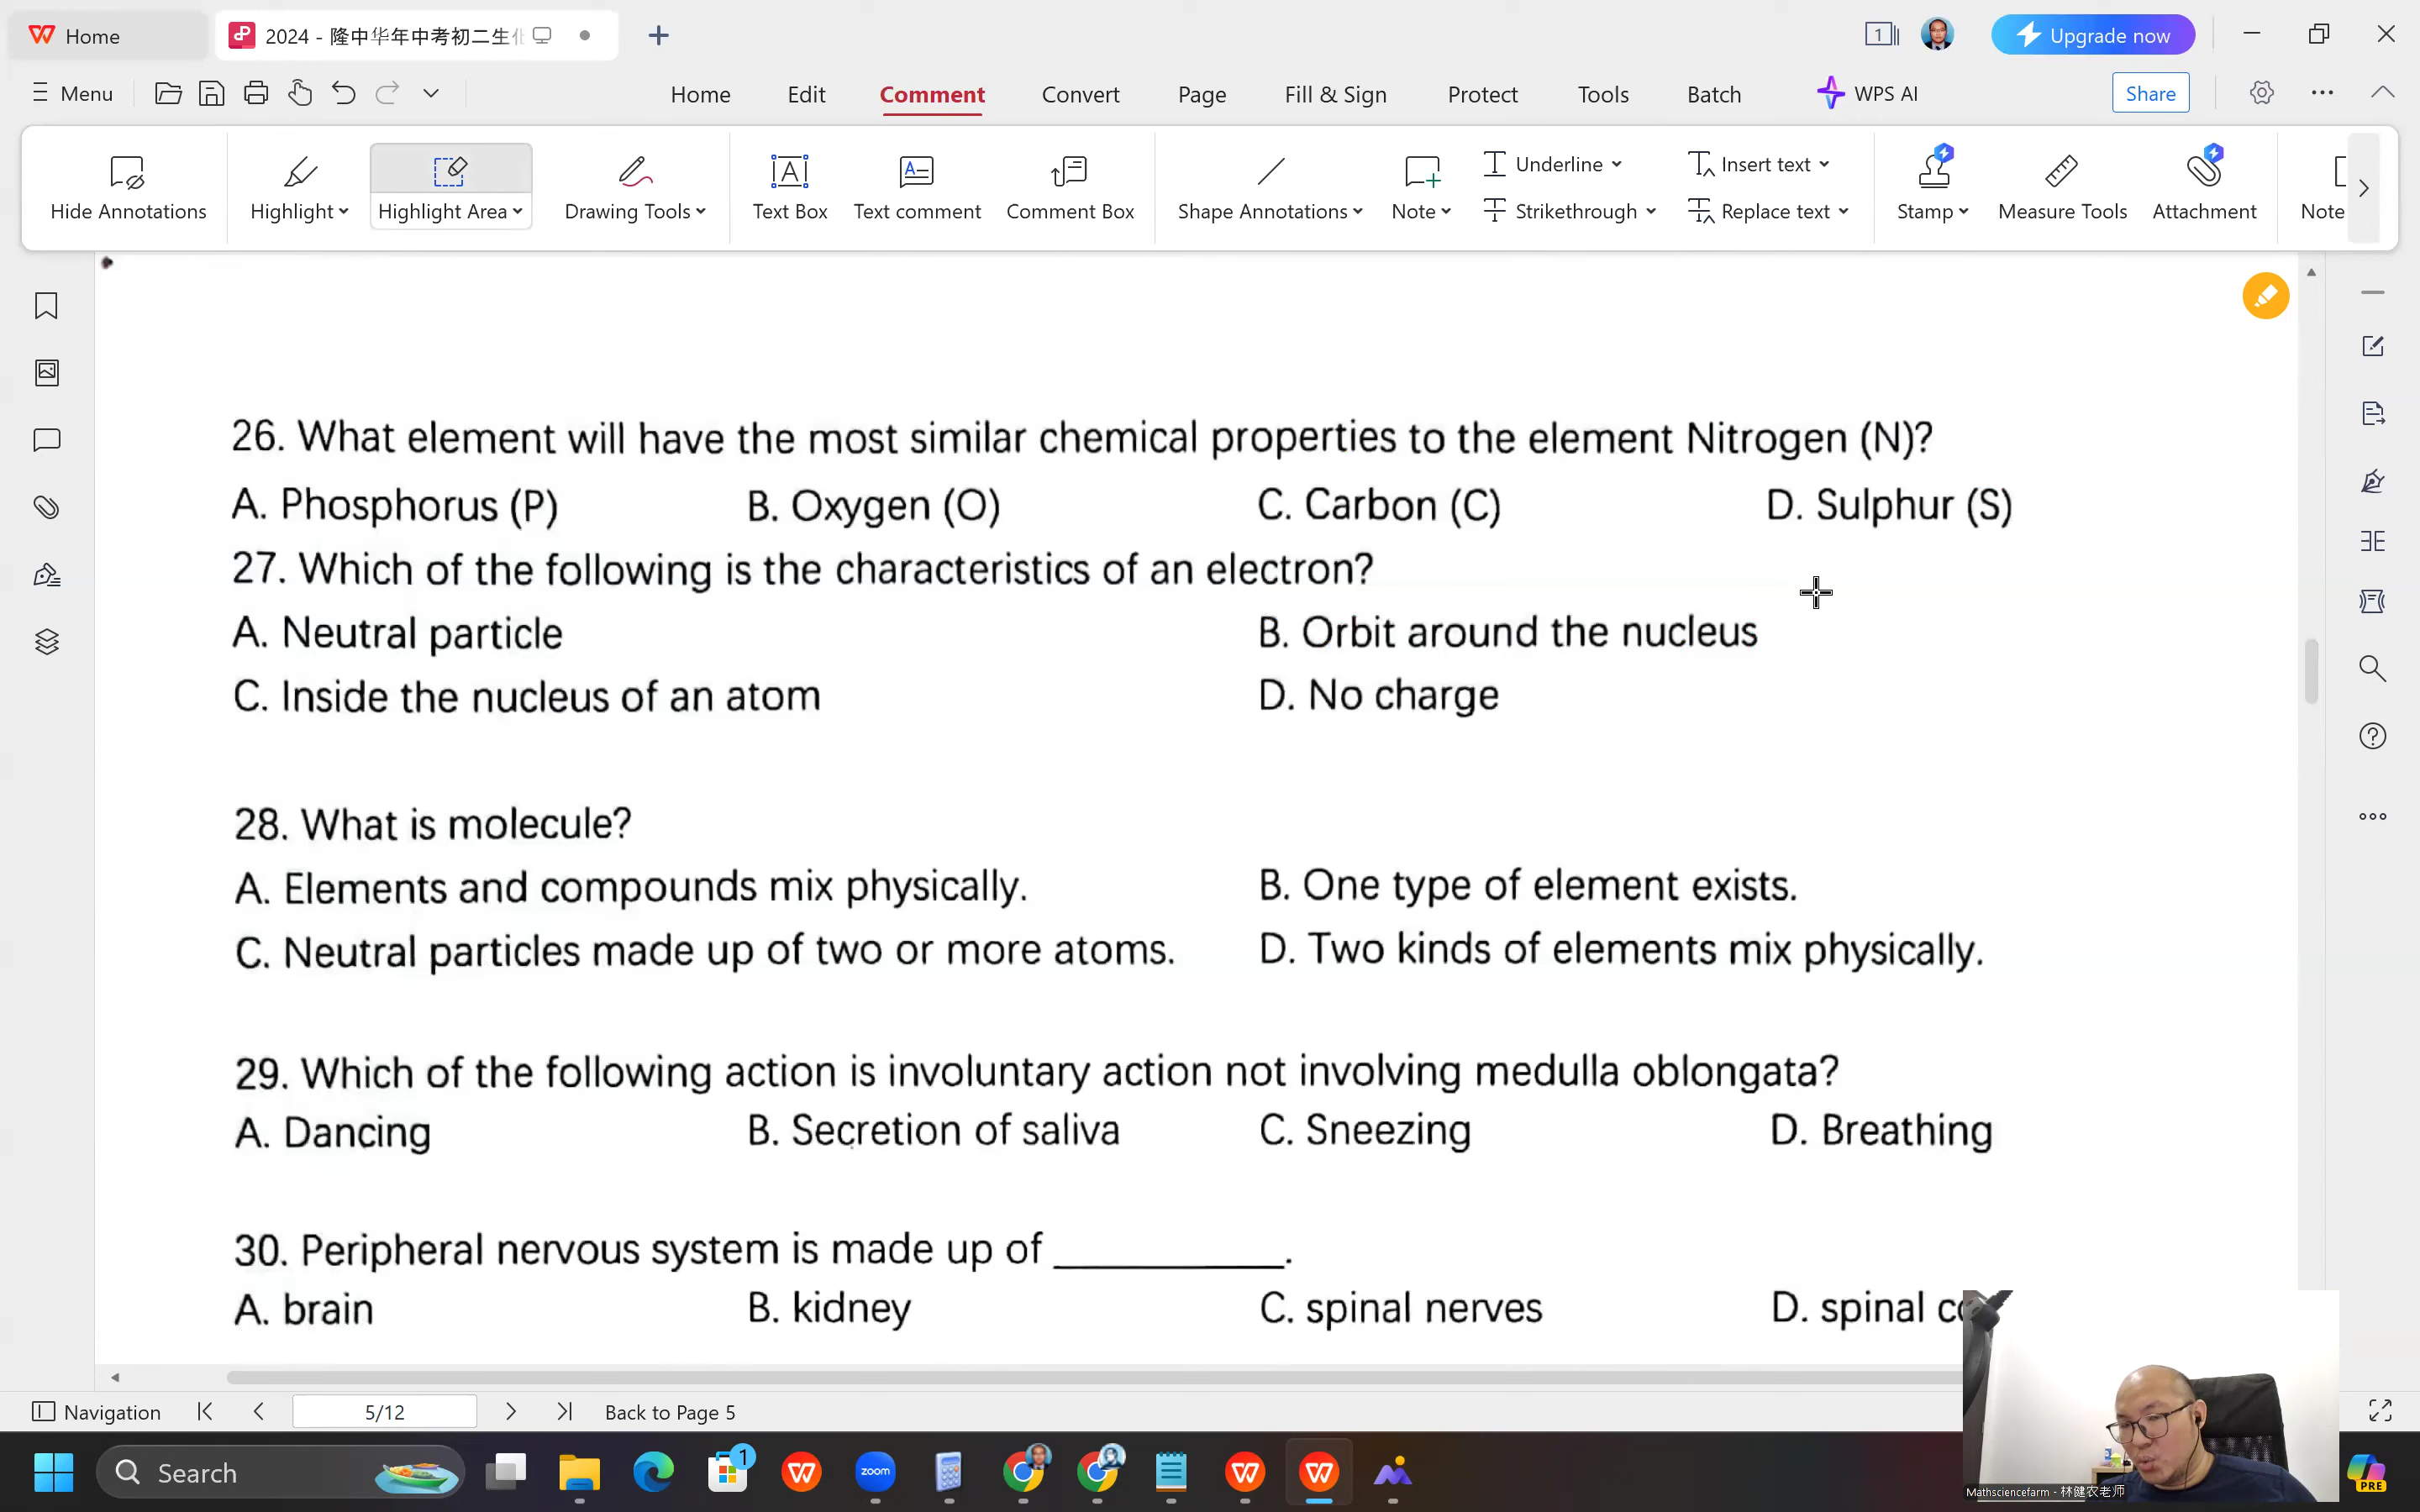 Home
2024 - 隆中华年中考初二生化
1
Upgrade now
Menu
Home
Edit
Comment
Convert
Page
Fill & Sign
Protect
Tools
Batch
WPS AI
Share
Hide Annotations
Highlight
Highlight Area
Drawing Tools
Text Box
Text comment
Comment Box
Shape Annotations
Note
Underline
Strikethrough
Insert text
Replace text
Stamp
Measure Tools
Attachment
Note
26. What element will have the most similar chemical properties to the element Nitrogen (N)?
A. Phosphorus (P) B. Oxygen (O) C. Carbon (C) D. Sulphur (S)
27. Which of the following is the characteristics of an electron?
A. Neutral particle B. Orbit around the nucleus
C. Inside the nucleus of an atom D. No charge
28. What is molecule?
A. Elements and compounds mix physically. B. One type of element exists.
C. Neutral particles made up of two or more atoms. D. Two kinds of elements mix physically.
29. Which of the following action is involuntary action not involving medulla oblongata?
A. Dancing B. Secretion of saliva C. Sneezing D. Breathing
30. Peripheral nervous system is made up of __________.
A. brain B. kidney C. spinal nerves D. spinal
Navigation
5/12
Back to Page 5
Mathsciencefarm - 林健农老师
Search
1
zoom
PRE